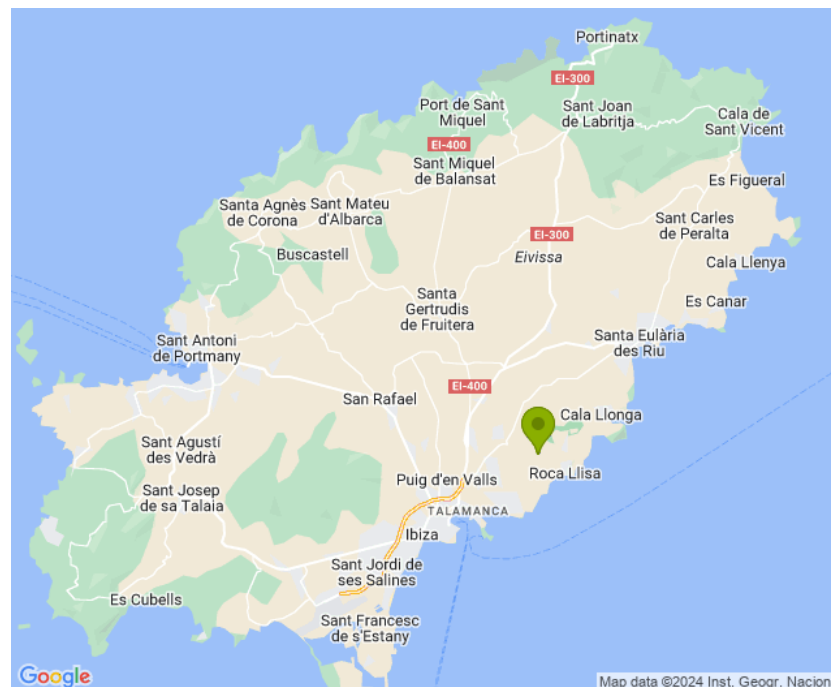 Portinatx
EI-300
Port de Sant
Miquel
Sant Joan
de Labritja
Cala de
Sant Vicent
EI-400
Sant Miquel
de Balansat
Es Figueral
Santa Agnès
de Corona
Sant Mateu
d'Albarca
Sant Carles
de Peralta
EI-300
Buscastell
Eivissa
Cala Llenya
Santa
Gertrudis
de Fruitera
Es Canar
Sant Antoni
de Portmany
Santa Eulària
des Riu
EI-400
San Rafael
Cala Llonga
Sant Agustí
des Vedrà
Roca Llisa
Puig d'en Valls
Sant Josep
de sa Talaia
TALAMANCA
Ibiza
Sant Jordi de
ses Salines
Es Cubells
Sant Francesc
de s'Estany
Google
Map data ©2024 Inst. Geogr. Nacion